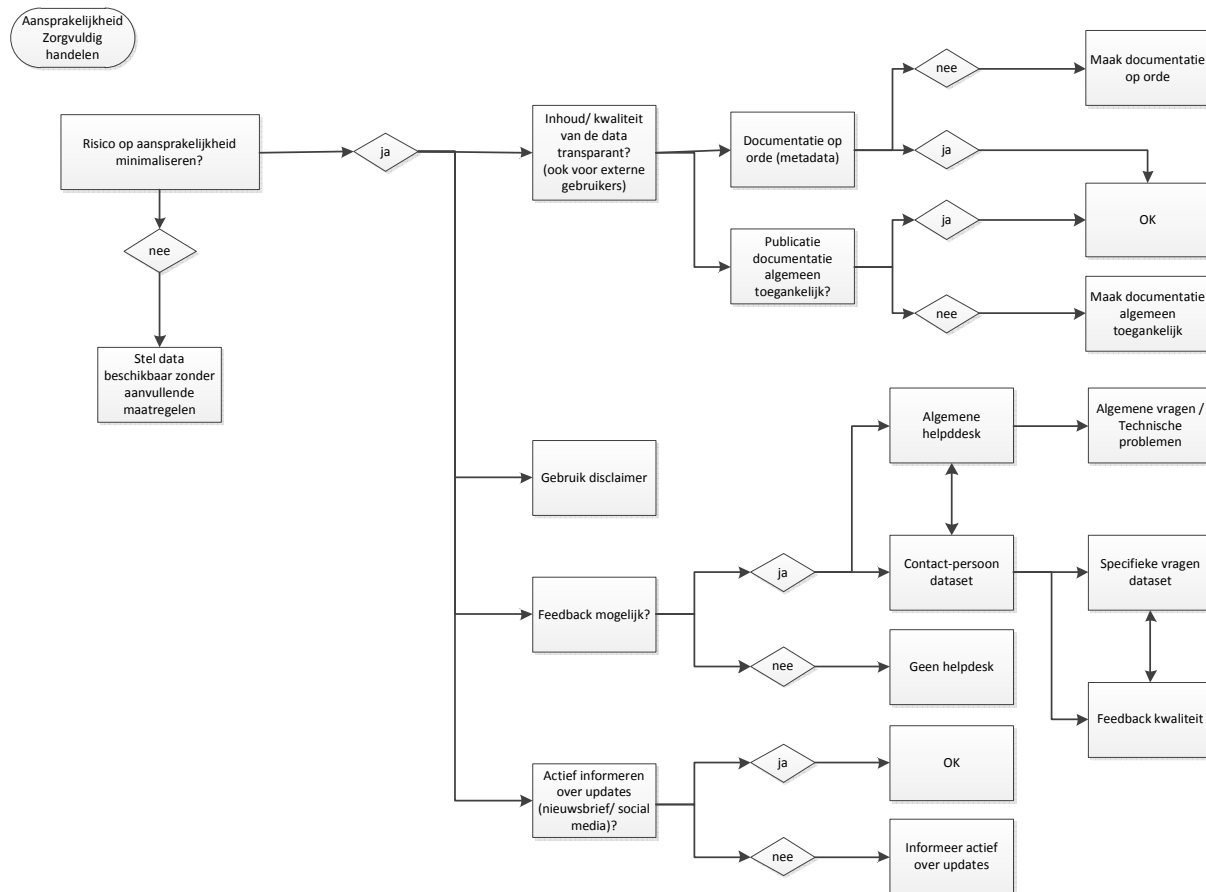 Aansprakelijkheid
Zorgvuldig
handelen
Risico op aansprakelijkheid
minimaliseren?
ja
nee
Stel data
beschikbaar zonder
aanvullende
maatregelen
Inhoud/ kwaliteit
van de data
transparant?
(ook voor externe
gebruikers)
Documentatie op
orde (metadata)
nee
Maak documentatie
op orde
ja
OK
Publicatie
documentatie
algemeen
toegankelijk?
ja
nee
Maak documentatie
algemeen
toegankelijk
Gebruik disclaimer
Feedback mogelijk?
ja
Algemene
helpddesk
Algemene vragen /
Technische
problemen
Contact-persoon
dataset
Specifieke vragen
dataset
Feedback kwaliteit
nee
Geen helpdesk
Actief informeren
over updates
(nieuwsbrief/ social
media)?
ja
OK
nee
Informeer actief
over updates